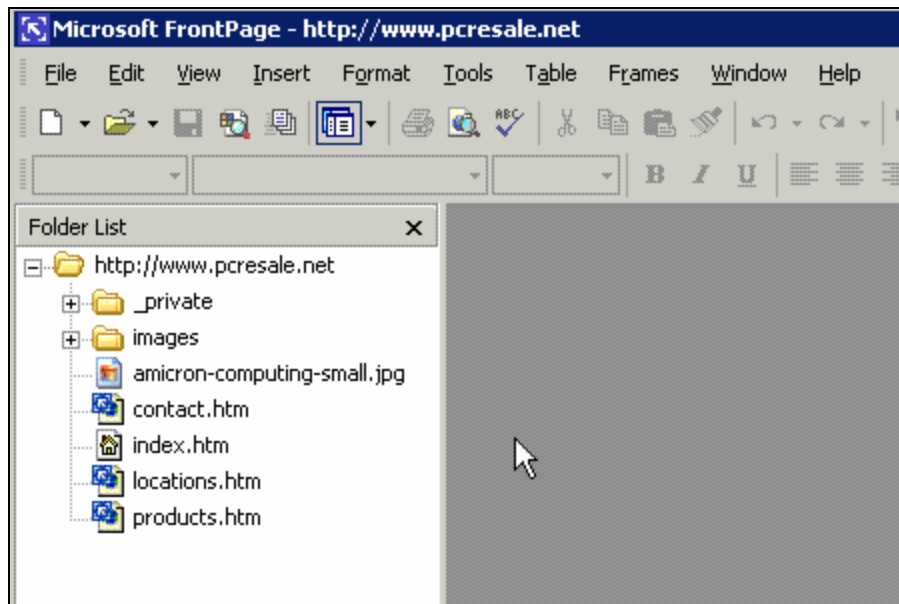 Microsoft FrontPage - http://www.pcresale.net
File Edit View Insert Format Tools Table Frames Window Help
ABC
B I U
Folder List
http://www.pcresale.net
_private
images
amicron-computing-small.jpg
contact.htm
index.htm
locations.htm
products.htm